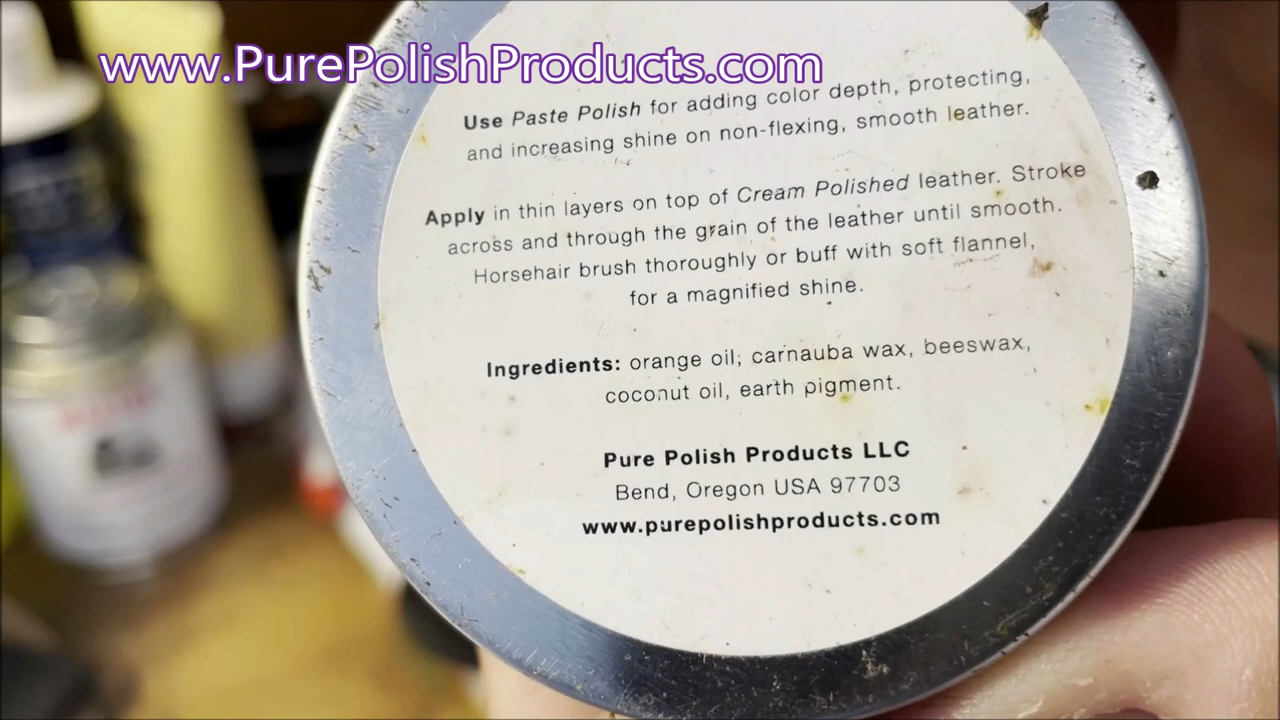 www.PurePolishProducts.com
Use Paste Polish for adding color depth, protecting,
and increasing shine on non-flexing, smooth leather.
Apply in thin layers on top of Cream Polished leather. Stroke
across and through the grain of the leather until smooth.
Horsehair brush thoroughly or buff with soft flannel,
for a magnified shine.
Ingredients: orange oil, carnauba wax, beeswax,
coconut oil, earth pigment.
Pure Polish Products LLC
Bend, Oregon USA 97703
www.purepolishproducts.com